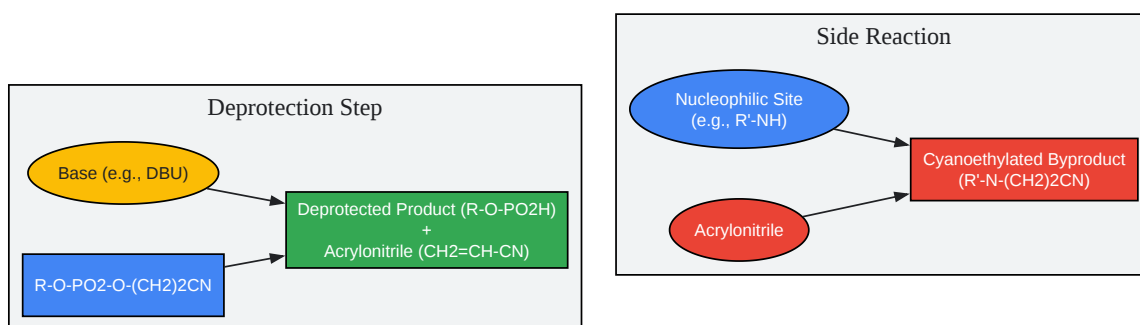 Deprotection Step
Base (e.g., DBU)
R-O-PO2-O-(CH2)2CN
Deprotected Product (R-O-PO2H)
+
Acrylonitrile (CH2=CH-CN)
Side Reaction
Nucleophilic Site
(e.g., R'-NH)
Acrylonitrile
Cyanoethylated Byproduct
(R'-N-(CH2)2CN)